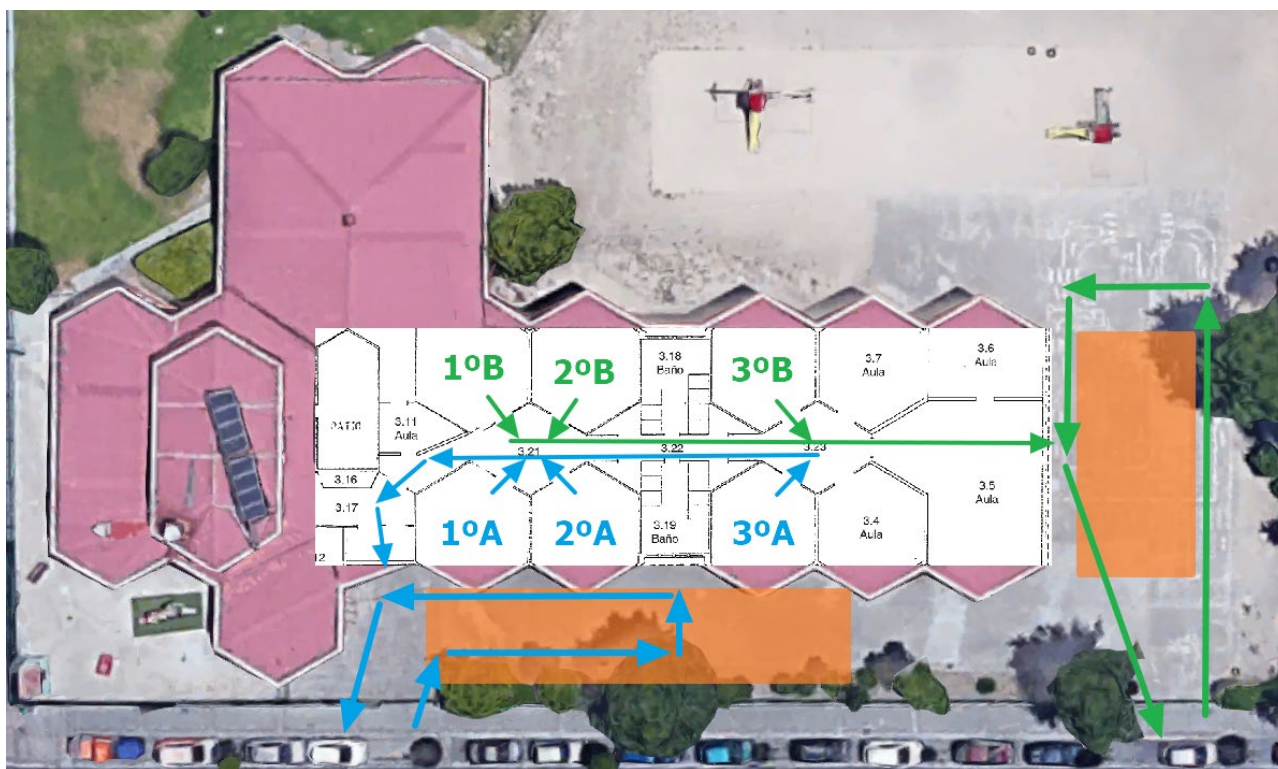 1ºB
2ºB
3.18
Baño
3ºB
3.7
Aula
3.6
Aula
PATIO
3.11
Aula
3.21
3.22
3.23
3.16
3.17
1ºA
2ºA
3.19
Baño
3ºA
3.4
Aula
3.5
Aula
12